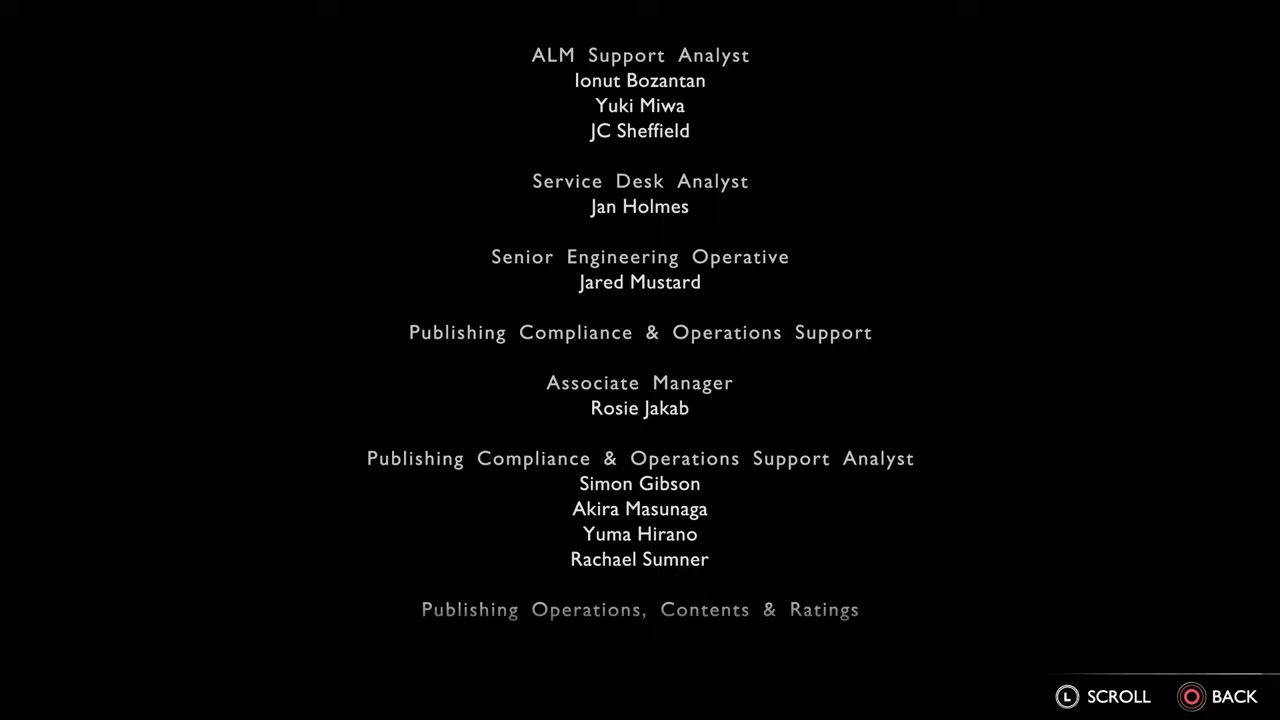 ALM Support Analyst
Ionut Bozantan
Yuki Miwa
JC Sheffield
Service Desk Analyst
Jan Holmes
Senior Engineering Operative
Jared Mustard
Publishing Compliance & Operations Support
Associate Manager
Rosie Jakab
Publishing Compliance & Operations Support Analyst
Simon Gibson
Akira Masunaga
Yuma Hirano
Rachael Sumner
Publishing Operations, Contents & Ratings
L SCROLL BACK